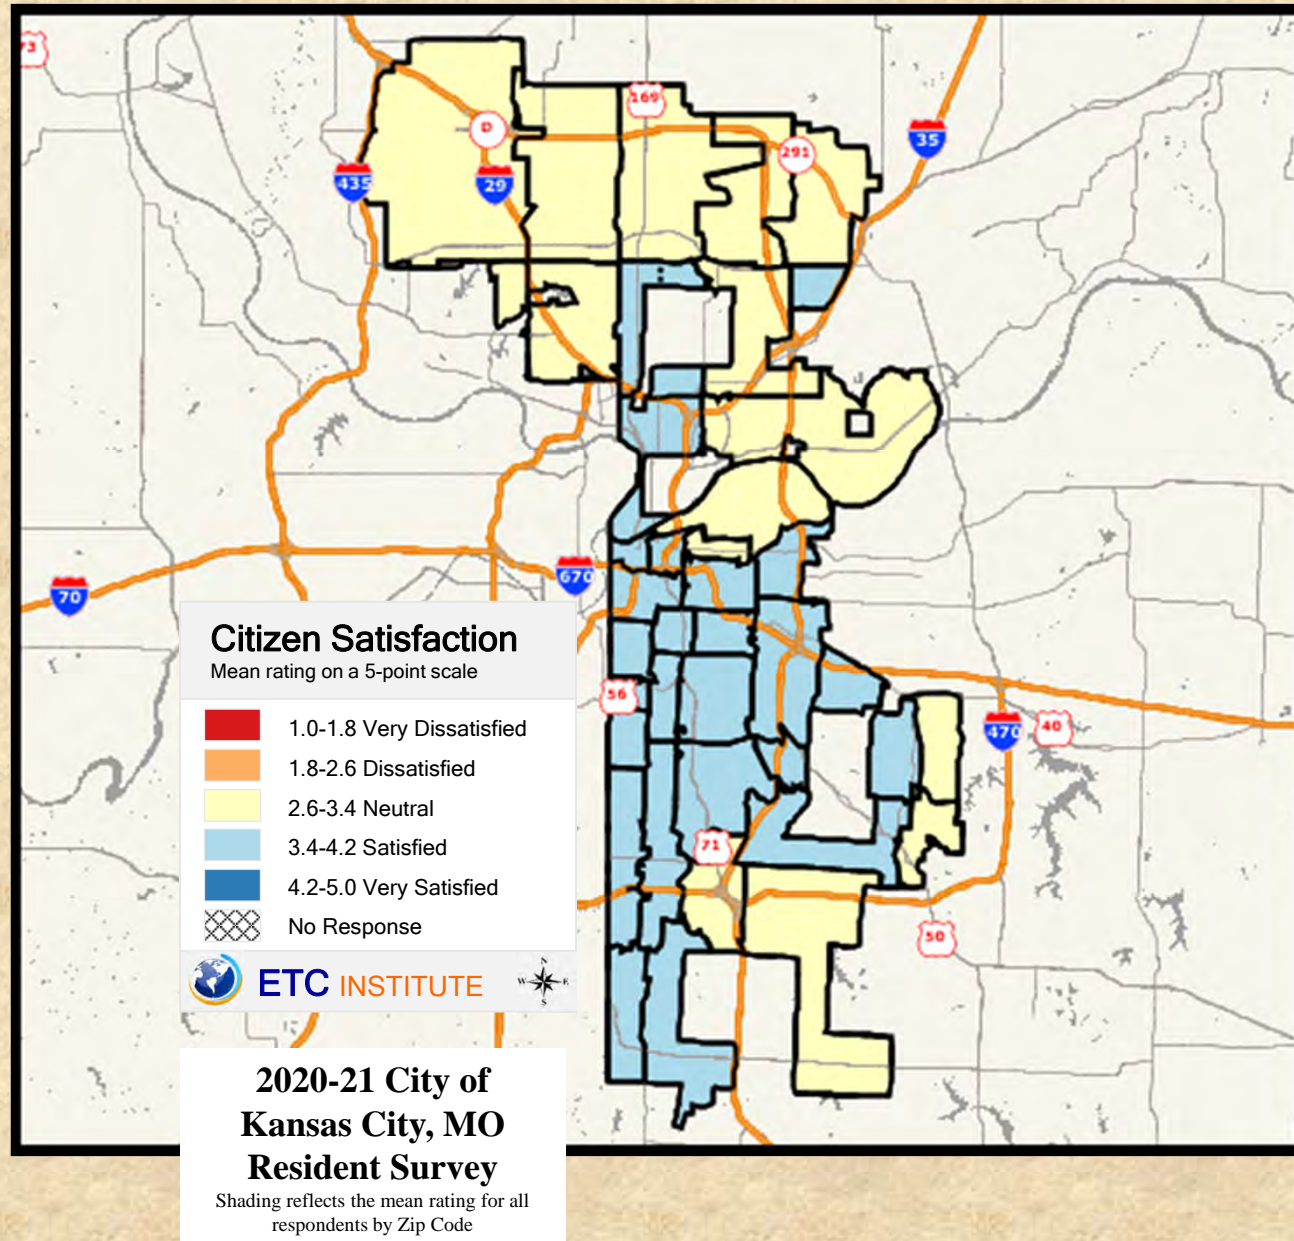 73
169
D
291
35
435
29
70
670
56
40
470
71
50
Citizen Satisfaction
Mean rating on a 5-point scale
1.0-1.8 Very Dissatisfied
1.8-2.6 Dissatisfied
2.6-3.4 Neutral
3.4-4.2 Satisfied
4.2-5.0 Very Satisfied
No Response
ETC INSTITUTE
N
W E
S
2020-21 City of
Kansas City, MO
Resident Survey
Shading reflects the mean rating for all
respondents by Zip Code